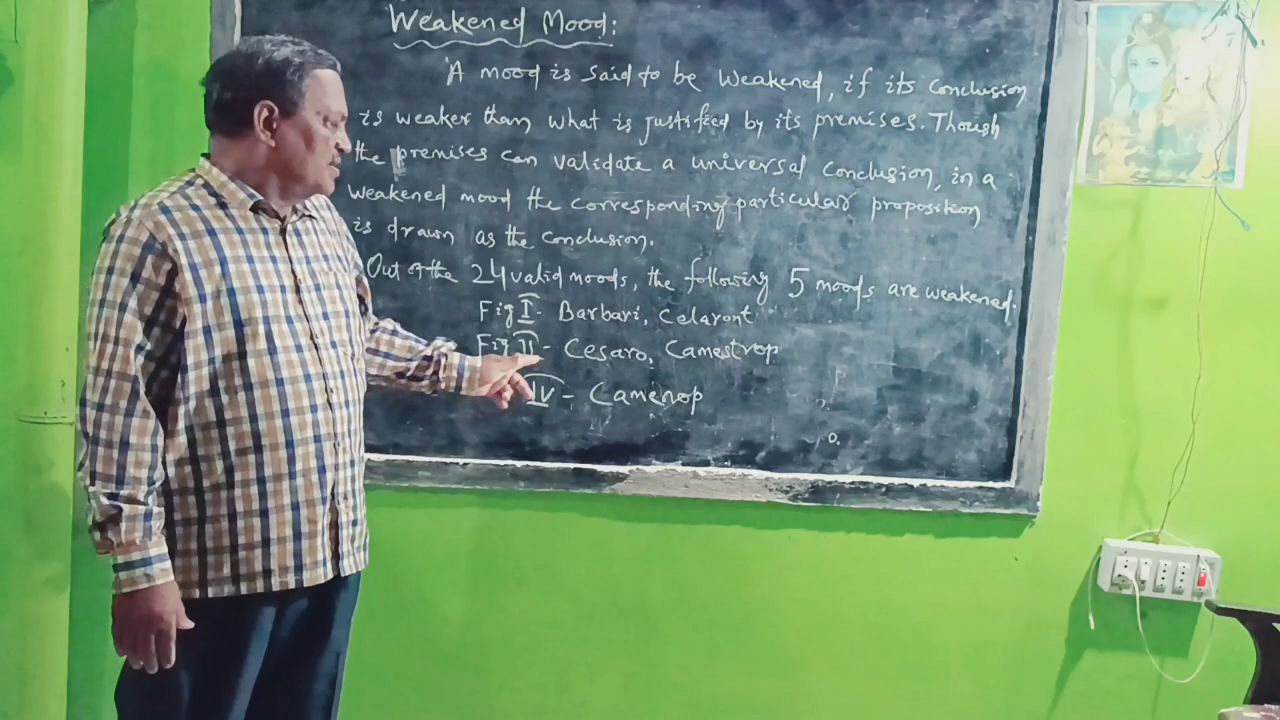 Weakened Mood:
A mood is said to be weakened, if its conclusion
is weaker than what is justified by its premises. Though
the premises can validate a universal conclusion, in a
weakened mood the corresponding particular proposition
is drawn as the conclusion.
Out of the 24 valid moods, the following 5 moods are weakened.
Fig I - Barbari, Celaront
Fig II - Cesaro, Camestrop
IV - Camenop